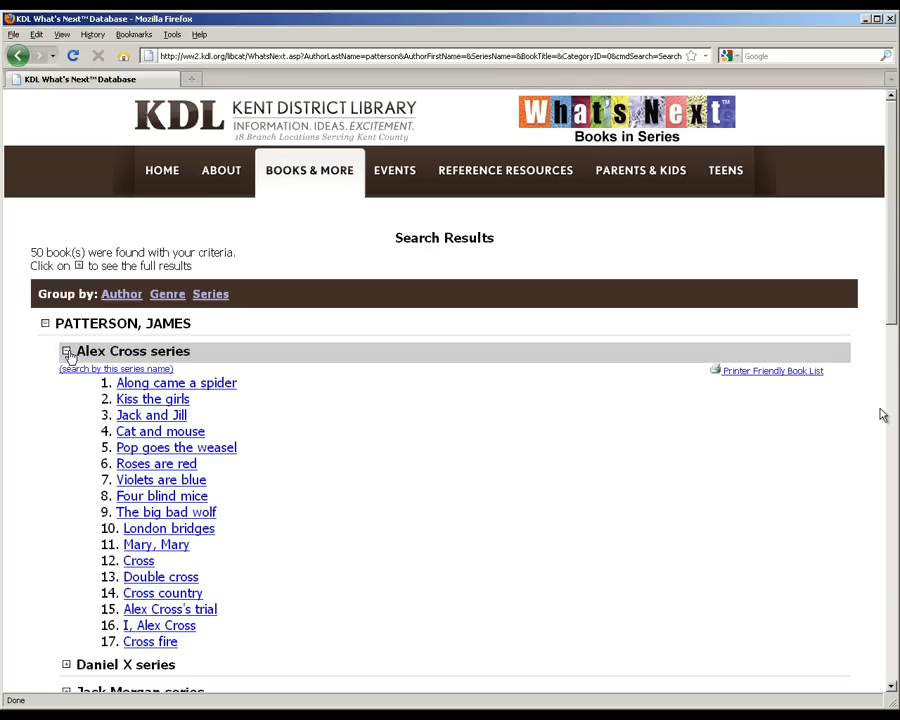 KDL What's Next™ Database - Mozilla Firefox
File Edit View History Bookmarks Tools Help
http://ww2.kdl.org/libcat/WhatsNext.asp?AuthorLastName=patterson&AuthorFirstName=&SeriesName=&BookTitle=&CategoryID=0&cmdSearch=Search
Google
KDL What's Next™ Database
KDL KENT DISTRICT LIBRARY
INFORMATION. IDEAS. EXCITEMENT.
18 Branch Locations Serving Kent County
What's Next™
Books in Series
HOME ABOUT BOOKS & MORE EVENTS REFERENCE RESOURCES PARENTS & KIDS TEENS
Search Results
50 book(s) were found with your criteria.
Click on + to see the full results
Group by: Author Genre Series
PATTERSON, JAMES
Alex Cross series
(search by this series name) Printer Friendly Book List
1. Along came a spider
2. Kiss the girls
3. Jack and Jill
4. Cat and mouse
5. Pop goes the weasel
6. Roses are red
7. Violets are blue
8. Four blind mice
9. The big bad wolf
10. London bridges
11. Mary, Mary
12. Cross
13. Double cross
14. Cross country
15. Alex Cross's trial
16. I, Alex Cross
17. Cross fire
Daniel X series
Jack Morgan series
Done